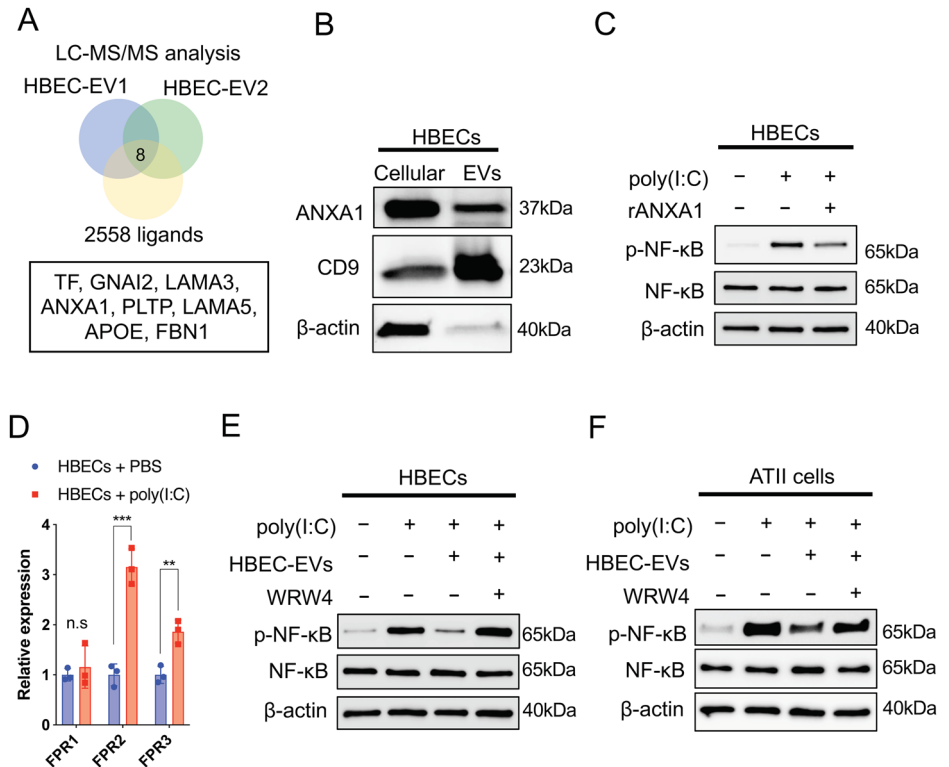 A
LC-MS/MS analysis
HBEC-EV1 HBEC-EV2
8
2558 ligands
TF, GNAI2, LAMA3,
ANXA1, PLTP, LAMA5,
APOE, FBN1
B
HBECs
Cellular EVs
ANXA1 37kDa
CD9 23kDa
β-actin 40kDa
C
HBECs
poly(I:C) – + +
rANXA1 – – +
p-NF-κB 65kDa
NF-κB 65kDa
β-actin 40kDa
D
HBECs + PBS
HBECs + poly(I:C)
Relative expression
4
3
2
1
0
n.s
***
**
FPR1
FPR2
FPR3
E
HBECs
poly(I:C) – + + +
HBEC-EVs – – + +
WRW4 – – – +
p-NF-κB 65kDa
NF-κB 65kDa
β-actin 40kDa
F
ATII cells
poly(I:C) – + + +
HBEC-EVs – – + +
WRW4 – – – +
p-NF-κB 65kDa
NF-κB 65kDa
β-actin 40kDa